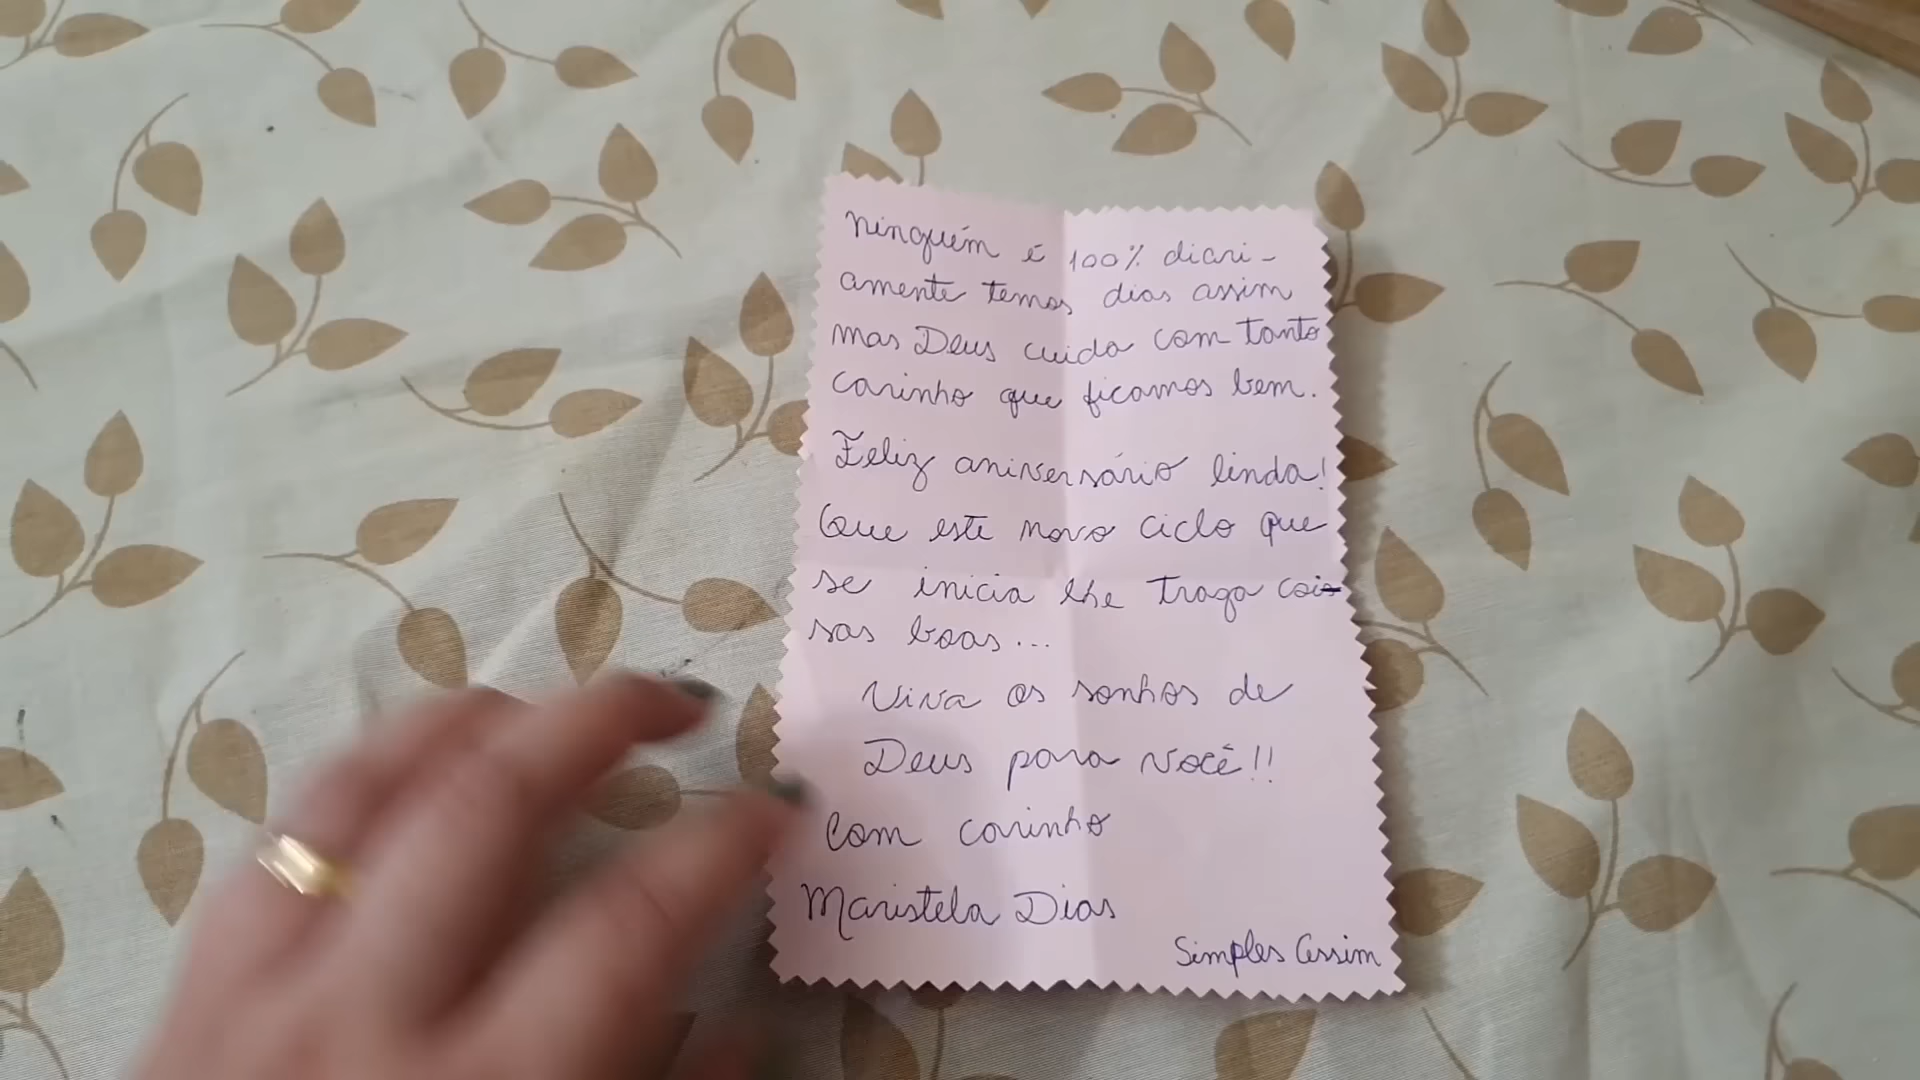 Ninguém é 100% diari-
amente temos dias assim
mas Deus cuida com tanto
carinho que ficamos bem.
Feliz aniversário linda!
Que este novo ciclo que
se inicia lhe traga coi
sas boas...
Viva os sonhos de
Deus para você!!
Com carinho
Maristela Dias
Simples Assim